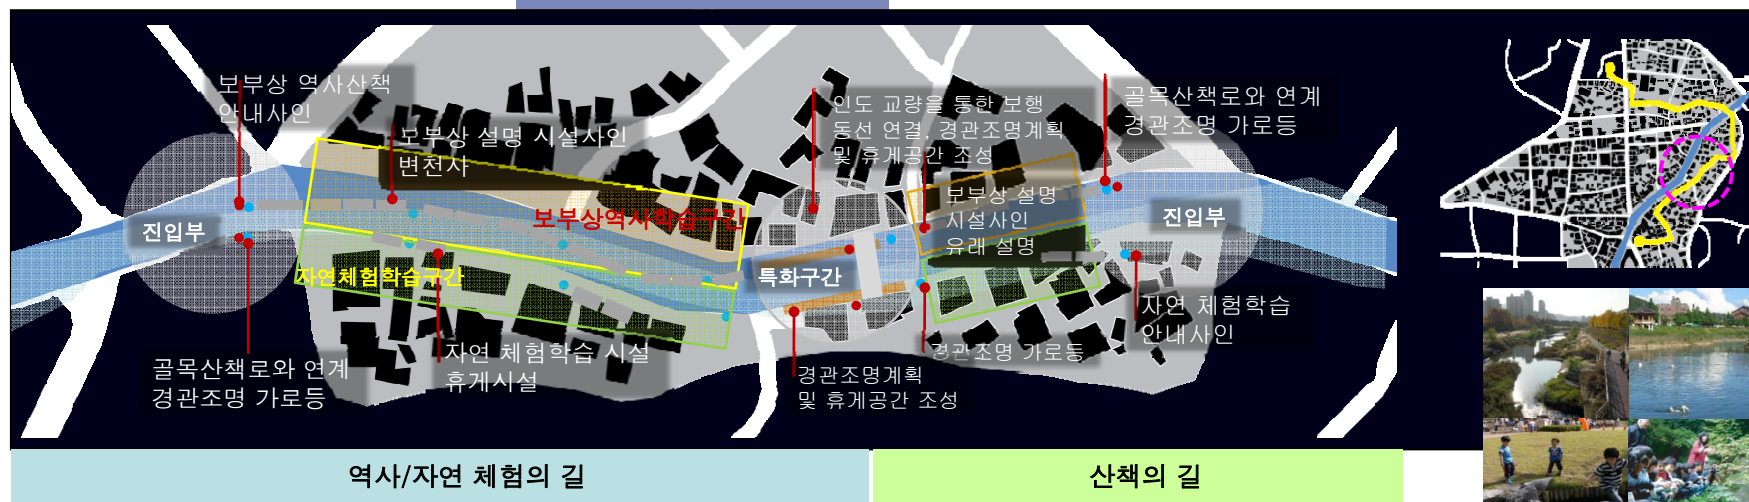 보부상 역사산책
안내사인
보부상 설명 시설사인
변천사
인도 교량을 통한 보행
동선 연결, 경관조명계획
및 휴게공간 조성
골목산책로와 연계
경관조명 가로등
보부상 설명
시설사인
유래 설명
진입부
보부상역사학습구간
진입부
자연체험학습구간
특화구간
자연 체험학습
안내사인
골목산책로와 연계
경관조명 가로등
자연 체험학습 시설
휴게시설
경관조명 가로등
경관조명계획
및 휴게공간 조성
역사/자연 체험의 길
산책의 길